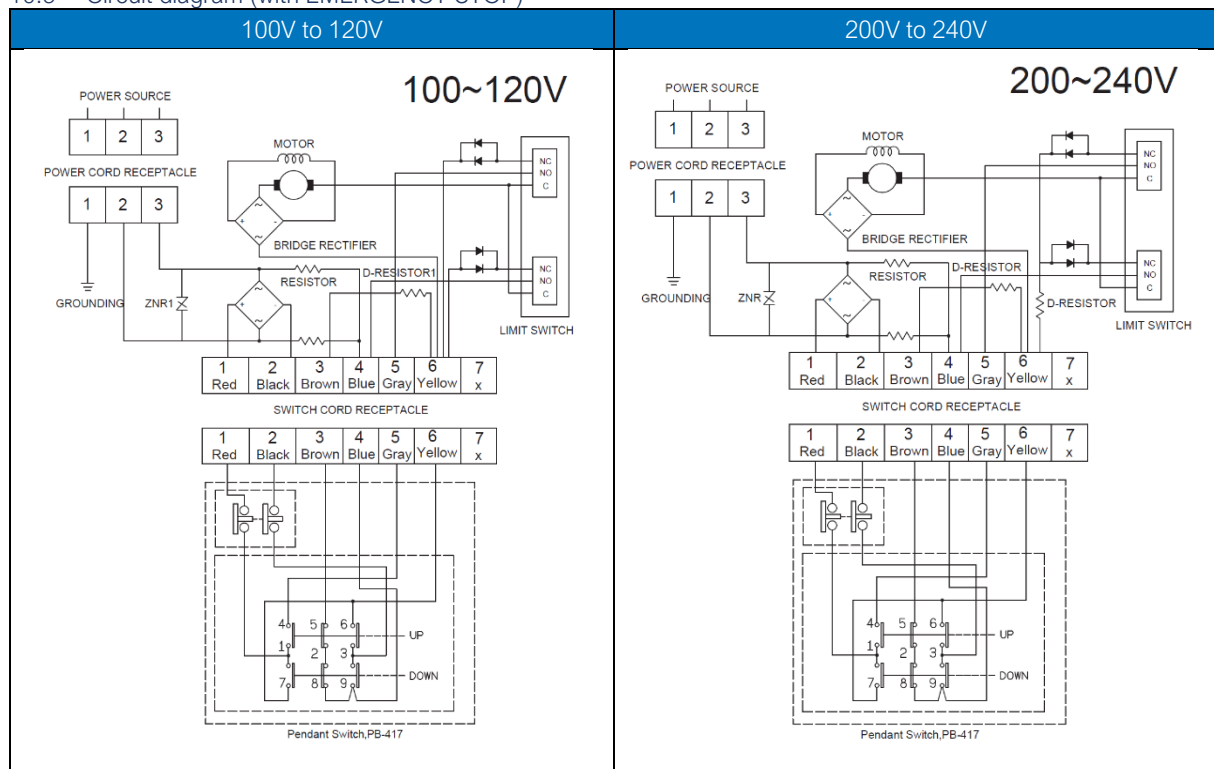 100V to 120V
200V to 240V
100~120V
POWER SOURCE
1 2 3
POWER CORD RECEPTACLE
1 2 3
MOTOR
NC
NO
C
BRIDGE RECTIFIER
D-RESISTOR1
RESISTOR
GROUNDING
ZNR1
NC
NO
C
LIMIT SWITCH
1 2 3 4 5 6 7
Red Black Brown Blue Gray Yellow x
SWITCH CORD RECEPTACLE
1 2 3 4 5 6 7
Red Black Brown Blue Gray Yellow x
4 5 6
UP
1 2 3
DOWN
7 8 9
Pendant Switch,PB-417
200~240V
POWER SOURCE
1 2 3
POWER CORD RECEPTACLE
1 2 3
MOTOR
NC
NO
C
BRIDGE RECTIFIER
D-RESISTOR
RESISTOR
GROUNDING
ZNR
D-RESISTOR
NC
NO
C
LIMIT SWITCH
1 2 3 4 5 6 7
Red Black Brown Blue Gray Yellow x
SWITCH CORD RECEPTACLE
1 2 3 4 5 6 7
Red Black Brown Blue Gray Yellow x
4 5 6
UP
1 2 3
DOWN
7 8 9
Pendant Switch,PB-417